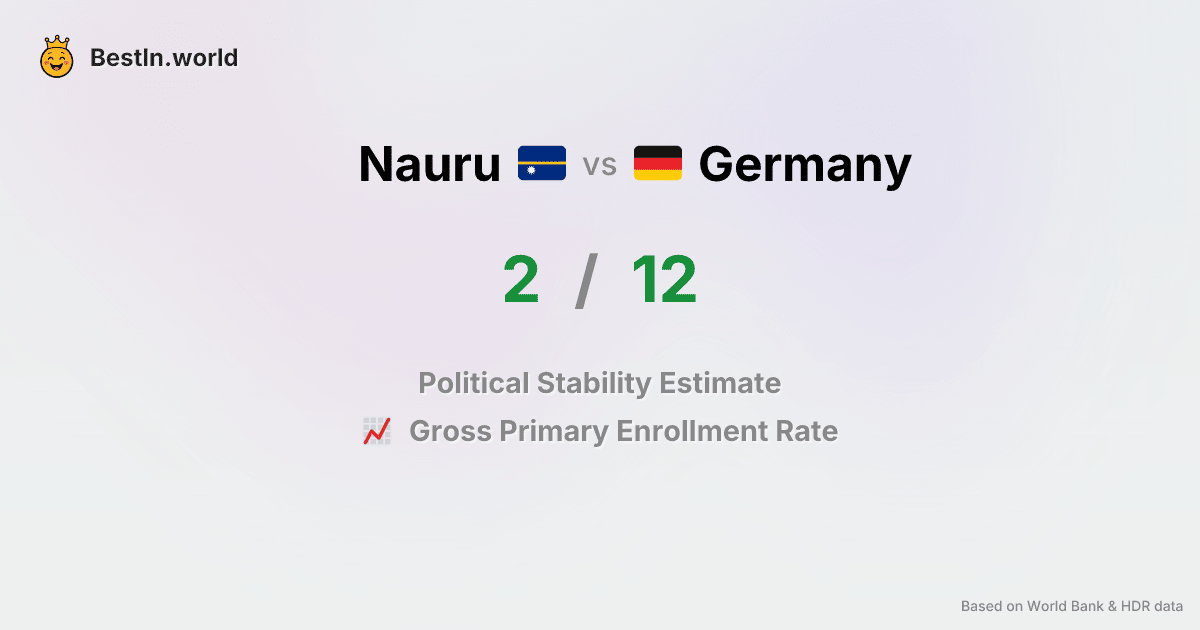 BestIn.world
Nauru vs Germany
2 / 12
Political Stability Estimate
Gross Primary Enrollment Rate
Based on World Bank & HDR data